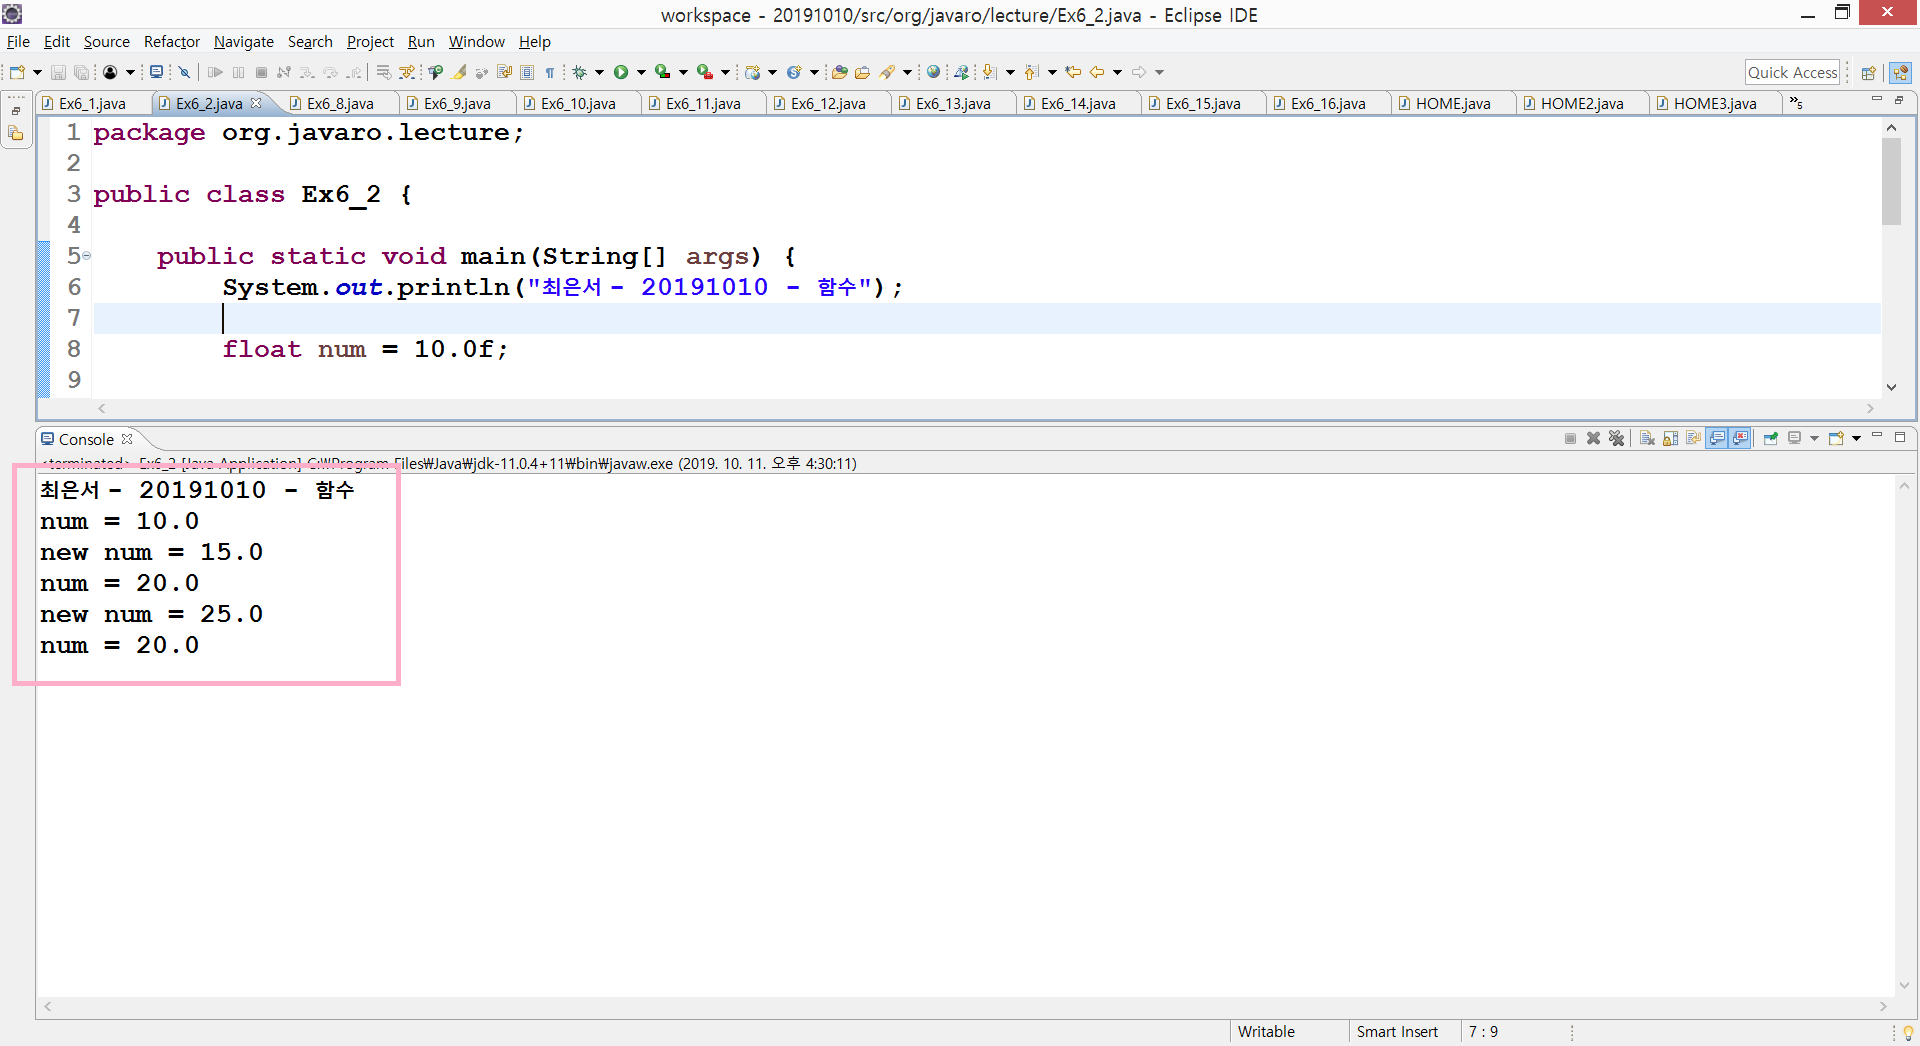 workspace - 20191010/src/org/javaro/lecture/Ex6_2.java - Eclipse IDE
File Edit Source Refactor Navigate Search Project Run Window Help
Quick Access
Ex6_1.java Ex6_2.java Ex6_8.java Ex6_9.java Ex6_10.java Ex6_11.java Ex6_12.java Ex6_13.java Ex6_14.java Ex6_15.java Ex6_16.java HOME.java HOME2.java HOME3.java »5
1 package org.javaro.lecture;
2
3 public class Ex6_2 {
4
5 public static void main(String[] args) {
6 System.out.println("최은서 - 20191010 - 함수");
7
8 float num = 10.0f;
9
Console
<terminated> Ex6_2 [Java Application] C:₩Program Files₩Java₩jdk-11.0.4+11₩bin₩javaw.exe (2019. 10. 11. 오후 4:30:11)
최은서 - 20191010 - 함수
num = 10.0
new num = 15.0
num = 20.0
new num = 25.0
num = 20.0
Writable Smart Insert 7 : 9